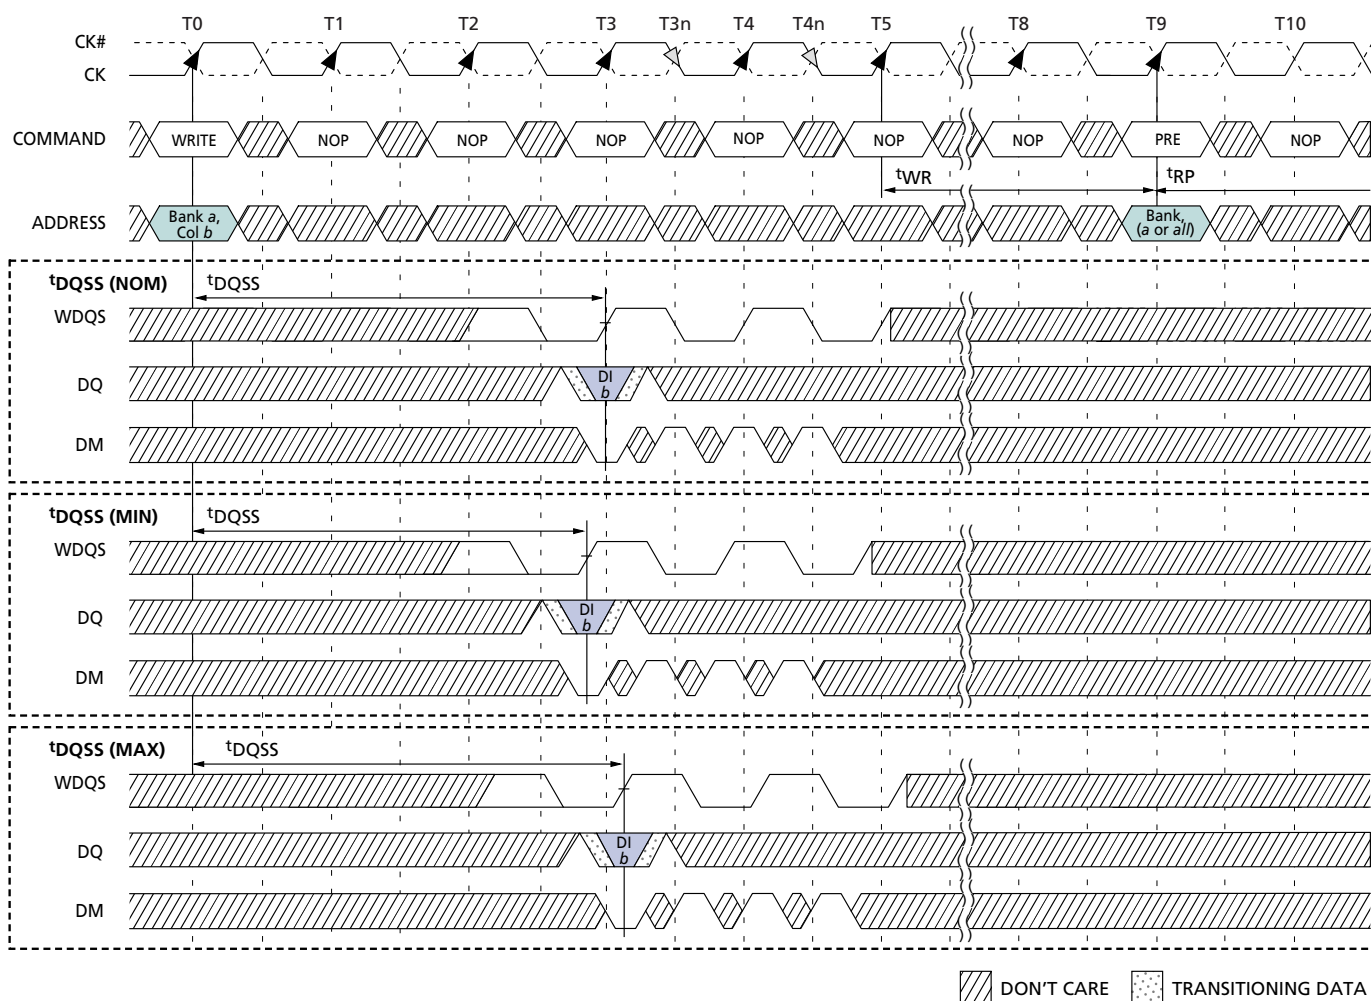 T0 T1 T2 T3 T3n T4 T4n T5 T8 T9 T10
CK#
CK
COMMAND WRITE NOP NOP NOP NOP NOP NOP PRE NOP
tWR tRP
ADDRESS Bank a, Col b Bank, (a or all)
tDQSS (NOM) tDQSS
WDQS
DQ DI b
DM
tDQSS (MIN) tDQSS
WDQS
DQ DI b
DM
tDQSS (MAX) tDQSS
WDQS
DQ DI b
DM
DON'T CARE TRANSITIONING DATA